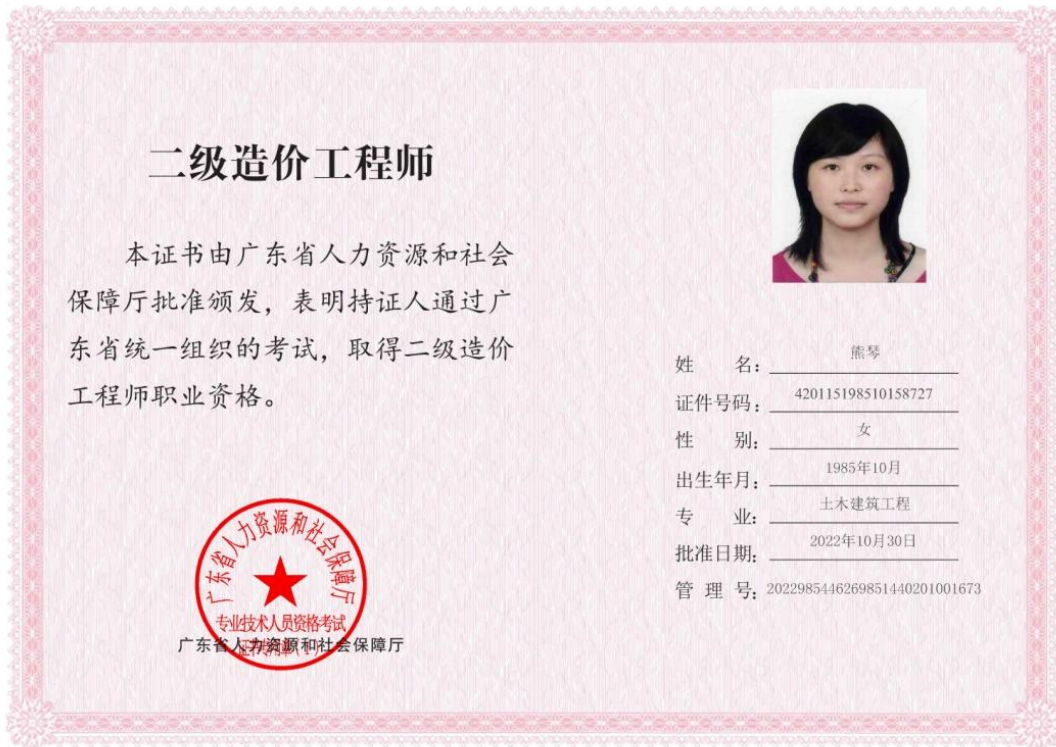 二级造价工程师
本证书由广东省人力资源和社会
保障厅批准颁发，表明持证人通过广
东省统一组织的考试，取得二级造价
工程师职业资格。
广东省人力资源和社会保障厅
专业技术人员资格考试
广东省人力资源和社会保障厅
姓 名：熊琴
证件号码：420115198510158727
性 别：女
出生年月：1985年10月
专 业：土木建筑工程
批准日期：2022年10月30日
管 理 号：20229854462698514402010​01673